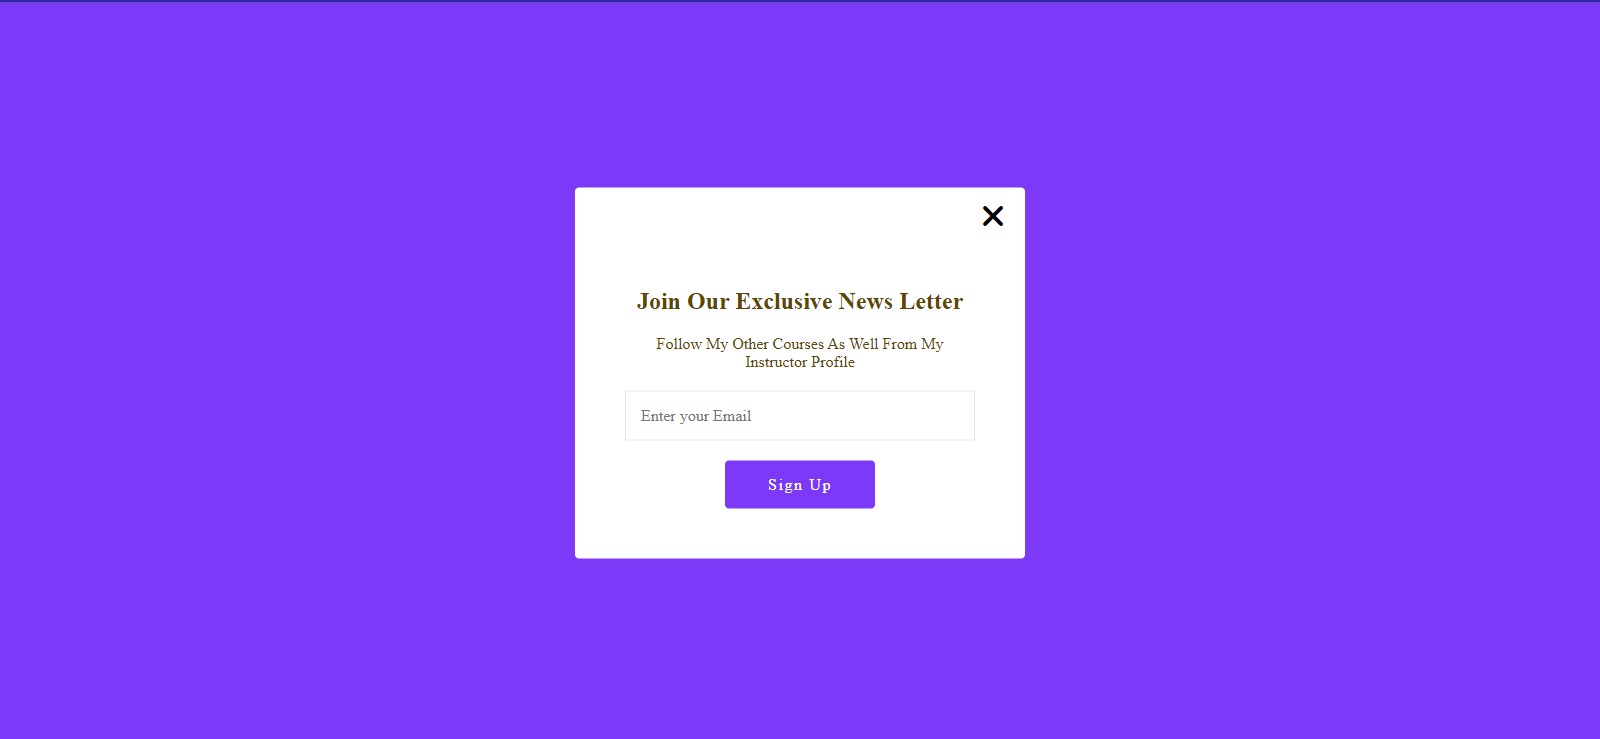 Join Our Exclusive News Letter
Follow My Other Courses As Well From My
Instructor Profile
Enter your Email
Sign Up